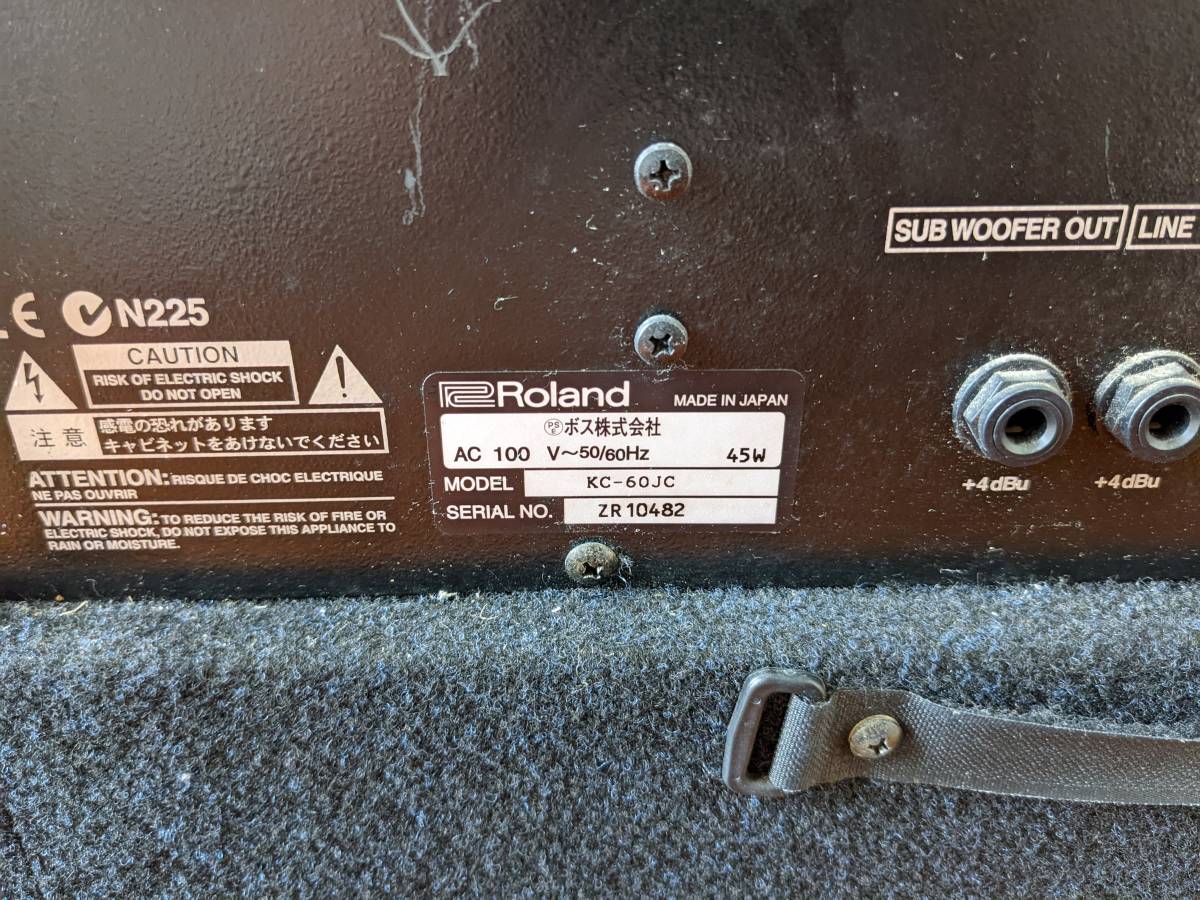 SUB WOOFER OUT
LINE
CE N225
CAUTION
RISK OF ELECTRIC SHOCK
DO NOT OPEN
注意
感電の恐れがあります
キャビネットをあけないでください
ATTENTION: RISQUE DE CHOC ELECTRIQUE
NE PAS OUVRIR
WARNING: TO REDUCE THE RISK OF FIRE OR
ELECTRIC SHOCK, DO NOT EXPOSE THIS APPLIANCE TO
RAIN OR MOISTURE.
Roland MADE IN JAPAN
PSE ボス株式会社
AC 100 V～50/60Hz 45W
MODEL KC-60JC
SERIAL NO. ZR10482
+4dBu
+4dBu